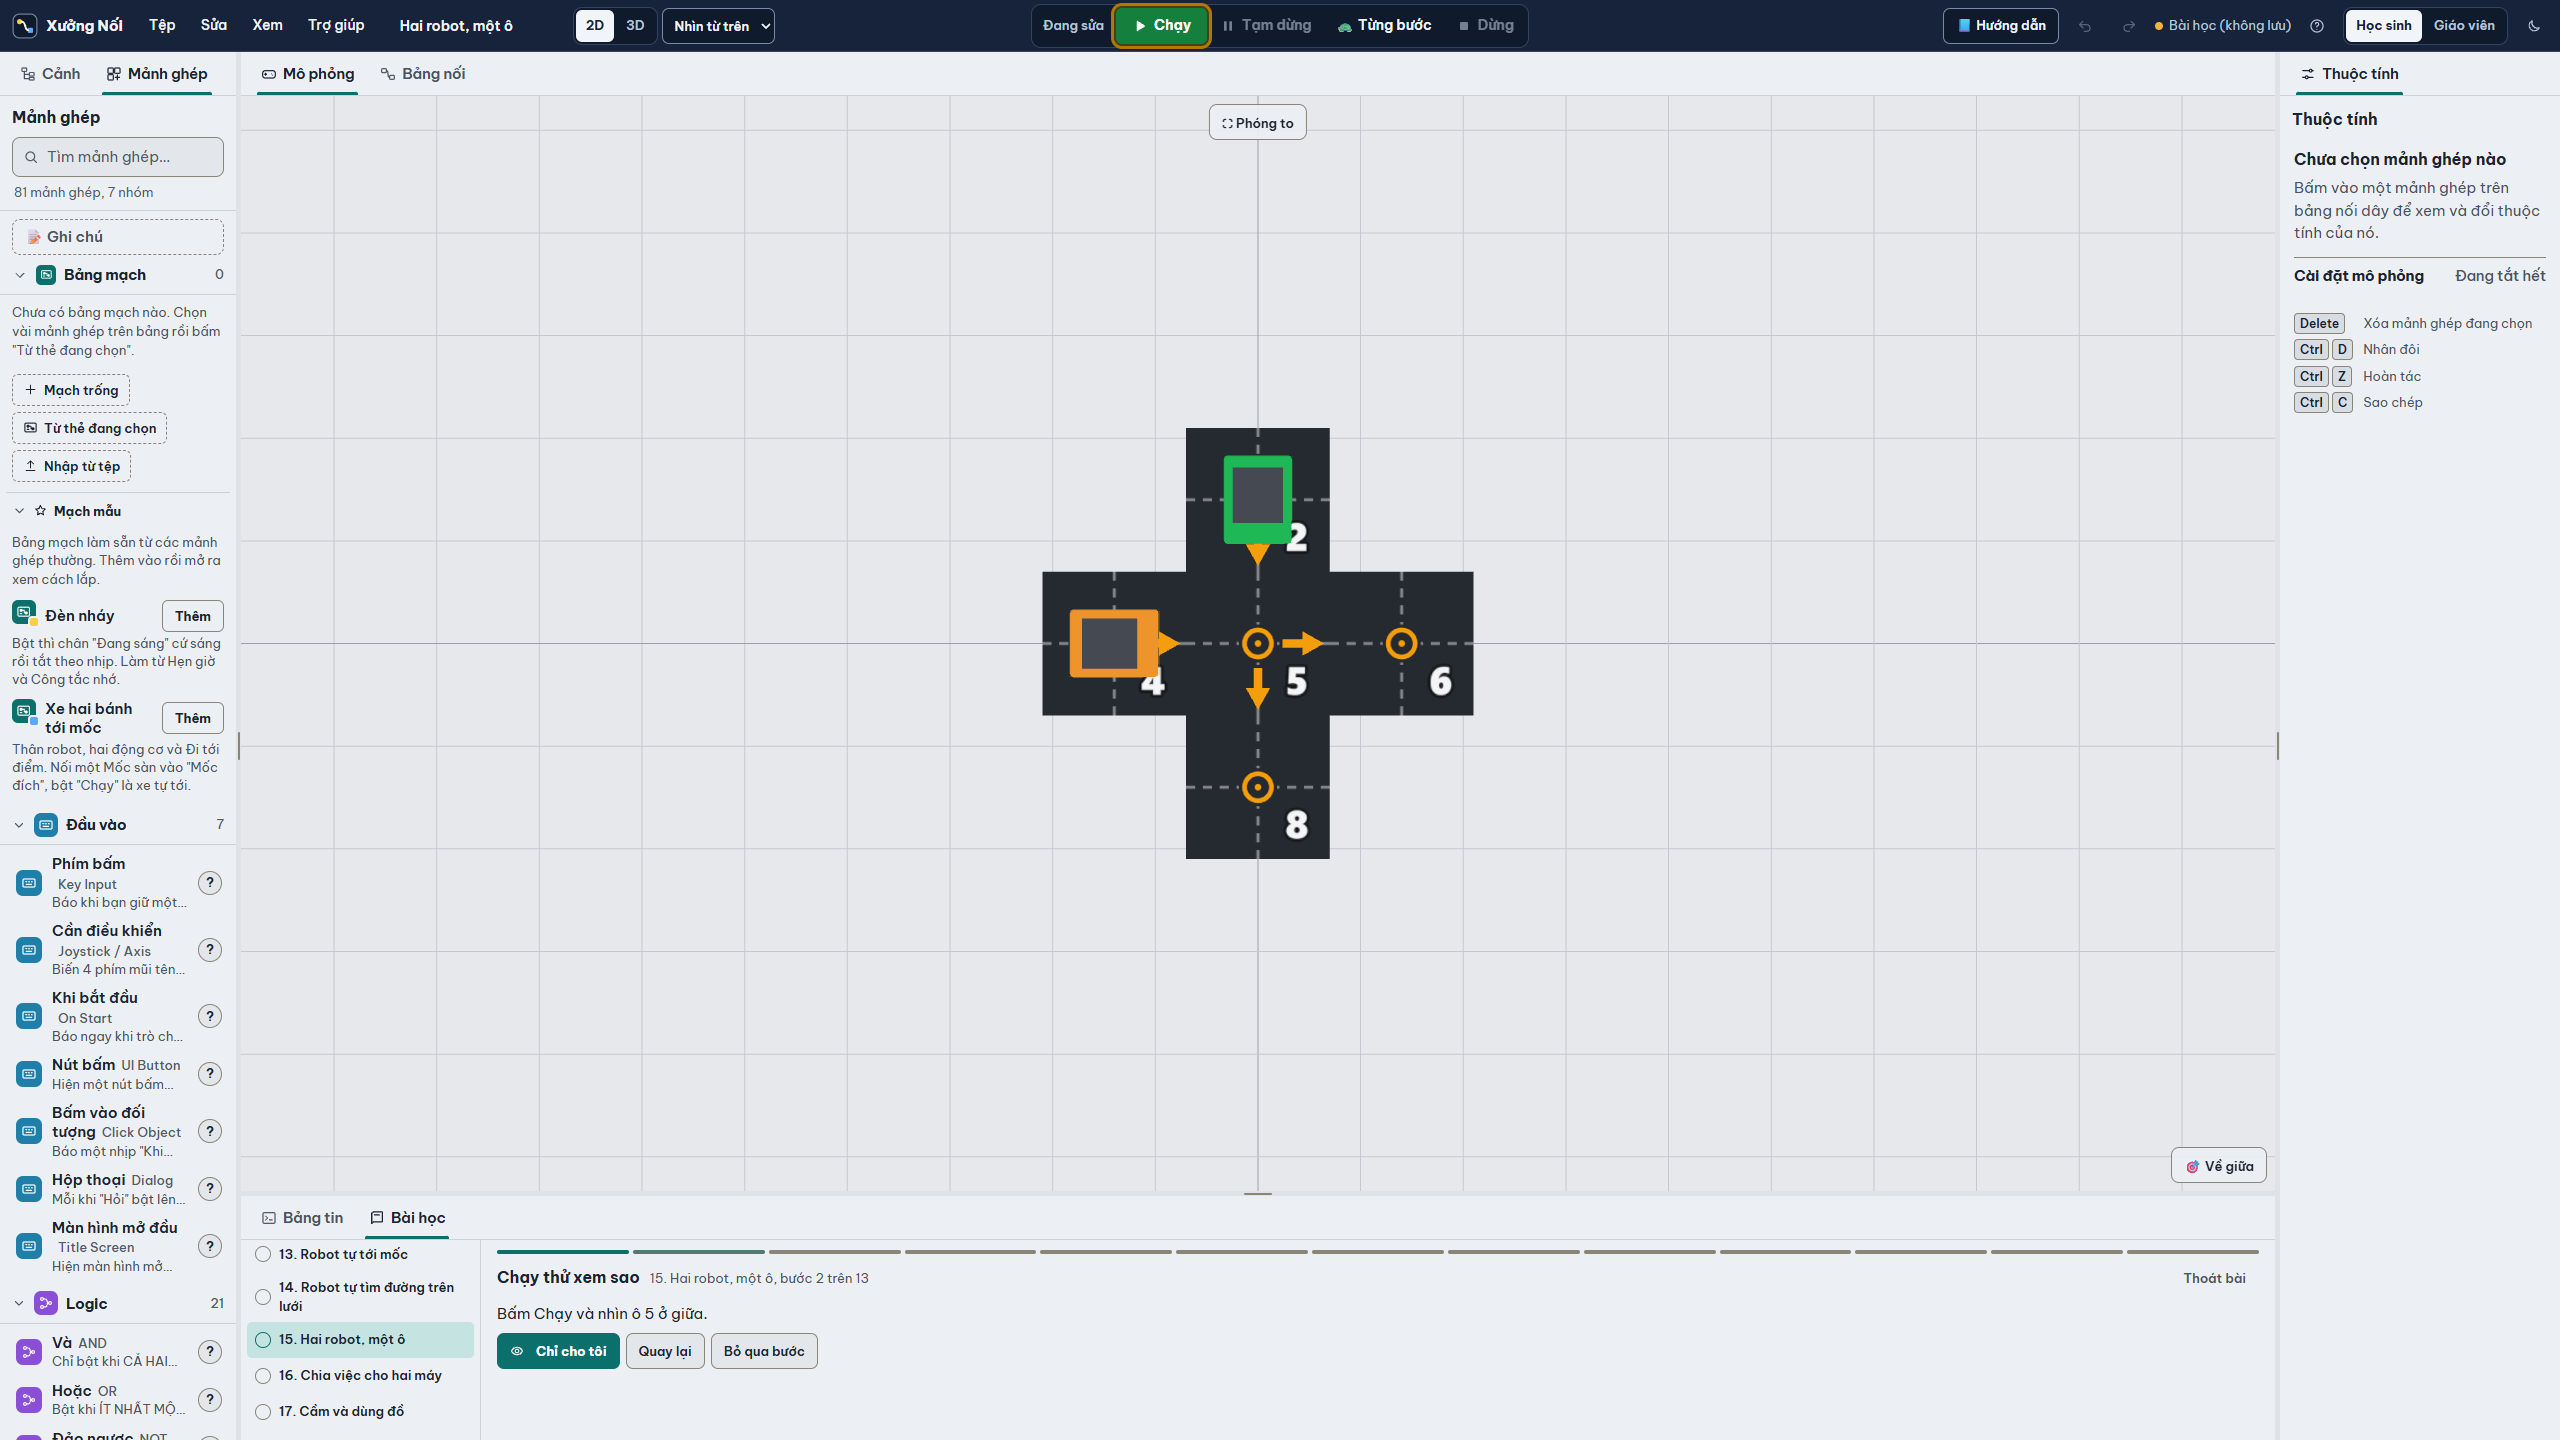 Xưởng Nối
Tệp
Sửa
Xem
Trợ giúp
Hai robot, một ô
2D
3D
Nhìn từ trên
Đang sửa
Chạy
Tạm dừng
Từng bước
Dừng
Hướng dẫn
Bài học (không lưu)
Học sinh
Giáo viên
Cảnh
Mảnh ghép
Mô phỏng
Bảng nối
Thuộc tính
Mảnh ghép
Tìm mảnh ghép...
81 mảnh ghép, 7 nhóm
Ghi chú
Bảng mạch
0
Chưa có bảng mạch nào. Chọn
vài mảnh ghép trên bảng rồi bấm
"Từ thẻ đang chọn".
Mạch trống
Từ thẻ đang chọn
Nhập từ tệp
Mạch mẫu
Bảng mạch làm sẵn từ các mảnh
ghép thường. Thêm vào rồi mở ra
xem cách lắp.
Đèn nháy
Thêm
Bật thì chân "Đang sáng" cứ sáng
rồi tắt theo nhịp. Làm từ Hẹn giờ
và Công tắc nhớ.
Xe hai bánh
tới mốc
Thêm
Thân robot, hai động cơ và Đi tới
điểm. Nối một Mốc sàn vào "Mốc
đích", bật "Chạy" là xe tự tới.
Đầu vào
7
Phím bấm
Key Input
Báo khi bạn giữ một...
?
Cần điều khiển
Joystick / Axis
Biến 4 phím mũi tên...
?
Khi bắt đầu
On Start
Báo ngay khi trò ch...
?
Nút bấm UI Button
Hiện một nút bấm...
?
Bấm vào đối
tượng Click Object
Báo một nhịp "Khi...
?
Hộp thoại Dialog
Mỗi khi "Hỏi" bật lên...
?
Màn hình mở đầu
Title Screen
Hiện màn hình mở...
?
Logic
21
Và AND
Chỉ bật khi CẢ HAI...
?
Hoặc OR
Bật khi ÍT NHẤT MỘ...
?
Đảo ngược NOT
Phóng to
2
4
5
6
8
Về giữa
Bảng tin
Bài học
13. Robot tự tới mốc
14. Robot tự tìm đường trên
lưới
15. Hai robot, một ô
16. Chia việc cho hai máy
17. Cầm và dùng đồ
Chạy thử xem sao
15. Hai robot, một ô, bước 2 trên 13
Thoát bài
Bấm Chạy và nhìn ô 5 ở giữa.
Chỉ cho tôi
Quay lại
Bỏ qua bước
Thuộc tính
Chưa chọn mảnh ghép nào
Bấm vào một mảnh ghép trên
bảng nối dây để xem và đổi thuộc
tính của nó.
Cài đặt mô phỏng
Đang tắt hết
Delete Xóa mảnh ghép đang chọn
Ctrl D Nhân đôi
Ctrl Z Hoàn tác
Ctrl C Sao chép